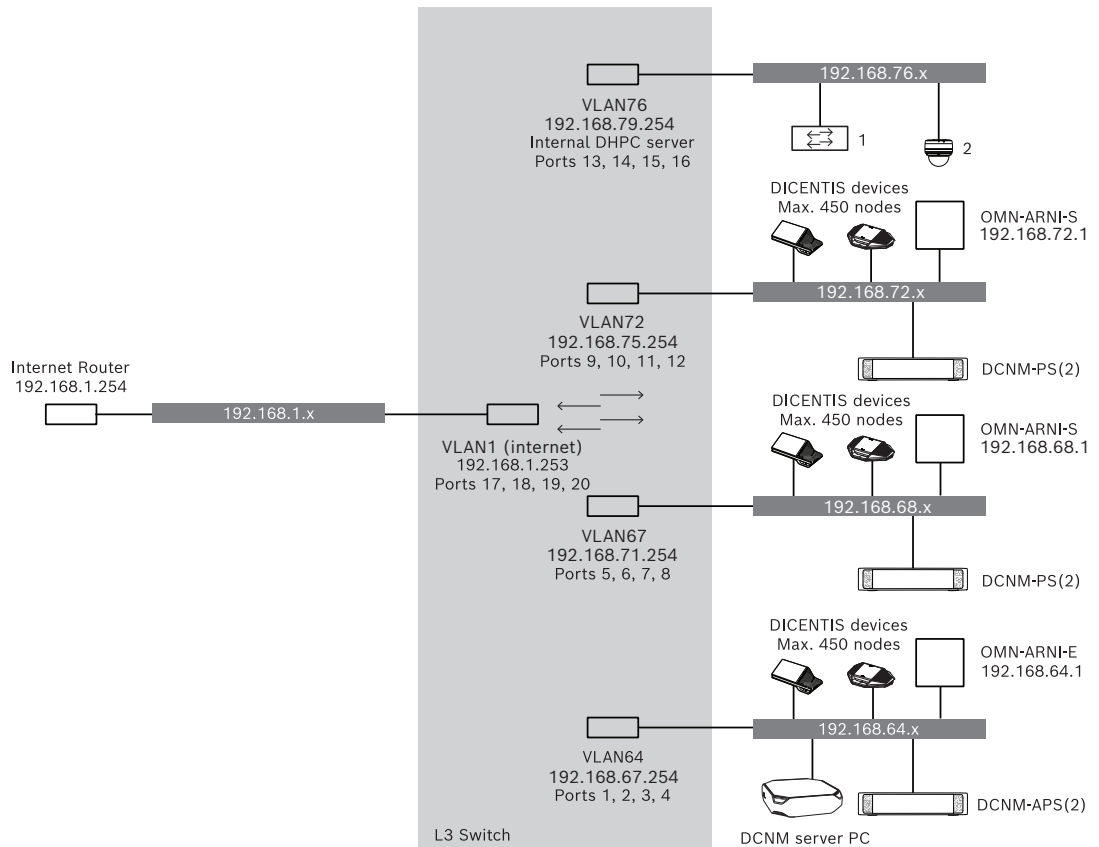 192.168.76.x
VLAN76
192.168.79.254
Internal DHPC server
Ports 13, 14, 15, 16
1
2
DICENTIS devices
Max. 450 nodes
OMN-ARNI-S
192.168.72.1
192.168.72.x
VLAN72
192.168.75.254
Ports 9, 10, 11, 12
DCNM-PS(2)
Internet Router
192.168.1.254
192.168.1.x
VLAN1 (internet)
192.168.1.253
Ports 17, 18, 19, 20
DICENTIS devices
Max. 450 nodes
OMN-ARNI-S
192.168.68.1
192.168.68.x
VLAN67
192.168.71.254
Ports 5, 6, 7, 8
DCNM-PS(2)
DICENTIS devices
Max. 450 nodes
OMN-ARNI-E
192.168.64.1
192.168.64.x
VLAN64
192.168.67.254
Ports 1, 2, 3, 4
DCNM-APS(2)
L3 Switch
DCNM server PC